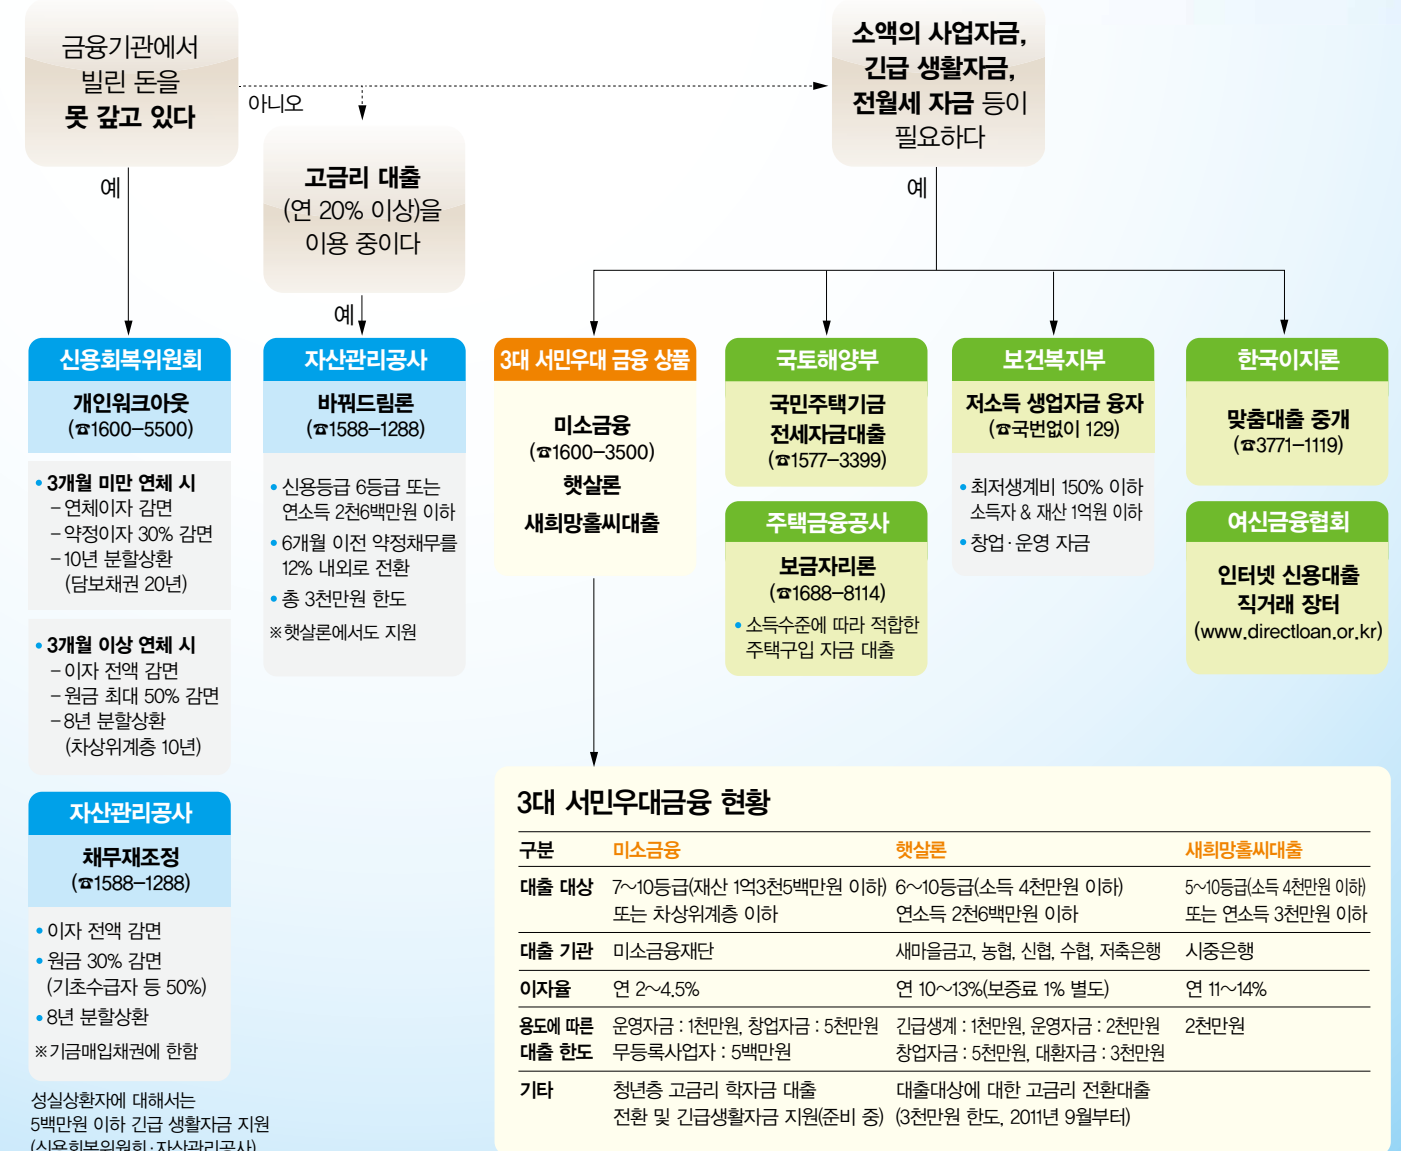 금융기관에서
빌린 돈을
못 갚고 있다
아니오
예
고금리 대출
(연 20% 이상)을
이용 중이다
예
소액의 사업자금,
긴급 생활자금,
전월세 자금 등이
필요하다
예
신용회복위원회
개인워크아웃
(☎1600-5500)
• 3개월 미만 연체 시
- 연체이자 감면
- 약정이자 30% 감면
- 10년 분할상환
(담보채권 20년)
• 3개월 이상 연체 시
- 이자 전액 감면
- 원금 최대 50% 감면
- 8년 분할상환
(차상위계층 10년)
자산관리공사
채무재조정
(☎1588-1288)
• 이자 전액 감면
• 원금 30% 감면
(기초수급자 등 50%)
• 8년 분할상환
※기금매입채권에 한함
성실상환자에 대해서는
5백만원 이하 긴급 생활자금 지원
(신용회복위원회·자산관리공사)
자산관리공사
바꿔드림론
(☎1588-1288)
• 신용등급 6등급 또는
연소득 2천6백만원 이하
• 6개월 이전 약정채무를
12% 내외로 전환
• 총 3천만원 한도
※햇살론에서도 지원
3대 서민우대 금융 상품
미소금융
(☎1600-3500)
햇살론
새희망홀씨대출
국토해양부
국민주택기금
전세자금대출
(☎1577-3399)
주택금융공사
보금자리론
(☎1688-8114)
• 소득수준에 따라 적합한
주택구입 자금 대출
보건복지부
저소득 생업자금 융자
(☎국번없이 129)
• 최저생계비 150% 이하
소득자 & 재산 1억원 이하
• 창업·운영 자금
한국이지론
맞춤대출 중개
(☎3771-1119)
여신금융협회
인터넷 신용대출
직거래 장터
(www.directloan.or.kr)
3대 서민우대금융 현황
구분 미소금융 햇살론 새희망홀씨대출
대출 대상 7~10등급(재산 1억3천5백만원 이하) 6~10등급(소득 4천만원 이하) 5~10등급(소득 4천만원 이하)
또는 차상위계층 이하 연소득 2천6백만원 이하 또는 연소득 3천만원 이하
대출 기관 미소금융재단 새마을금고, 농협, 신협, 수협, 저축은행 시중은행
이자율 연 2~4.5% 연 10~13%(보증료 1% 별도) 연 11~14%
용도에 따른 운영자금 : 1천만원, 창업자금 : 5천만원 긴급생계 : 1천만원, 운영자금 : 2천만원 2천만원
대출 한도 무등록사업자 : 5백만원 창업자금 : 5천만원, 대환자금 : 3천만원
기타 청년층 고금리 학자금 대출 대출대상에 대한 고금리 전환대출
전환 및 긴급생활자금 지원(준비 중) (3천만원 한도, 2011년 9월부터)